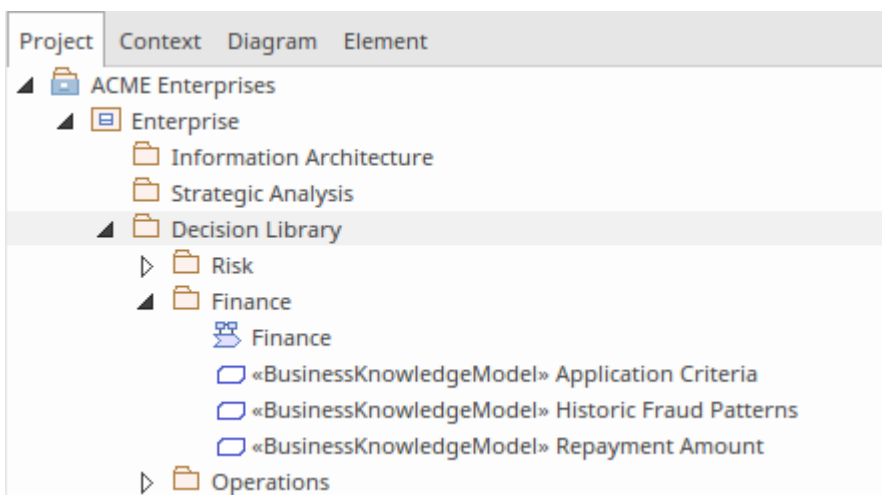 Project Context Diagram Element
ACME Enterprises
Enterprise
Information Architecture
Strategic Analysis
Decision Library
Risk
Finance
Finance
«BusinessKnowledgeModel» Application Criteria
«BusinessKnowledgeModel» Historic Fraud Patterns
«BusinessKnowledgeModel» Repayment Amount
Operations